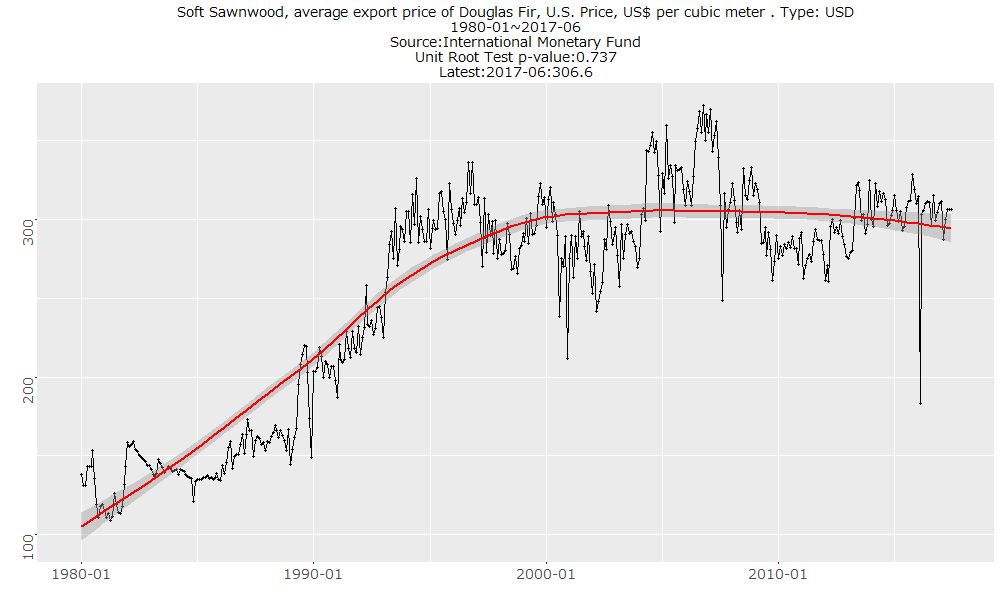 Soft Sawnwood, average export price of Douglas Fir, U.S. Price, US$ per cubic meter . Type: USD
1980-01~2017-06
Source:International Monetary Fund
Unit Root Test p-value:0.737
Latest:2017-06:306.6
300
200
100
1980-01
1990-01
2000-01
2010-01